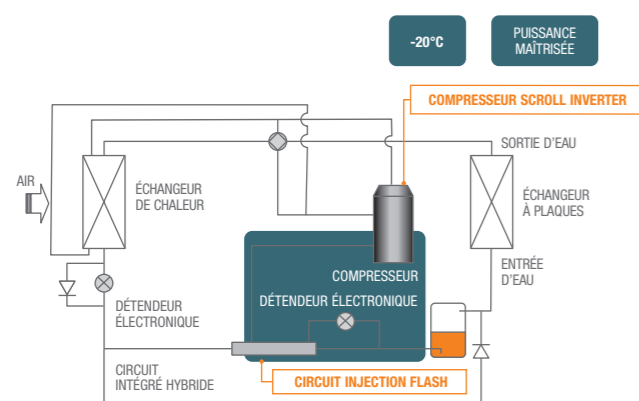 -20°C
PUISSANCE
MAÎTRISÉE
COMPRESSEUR SCROLL INVERTER
SORTIE D'EAU
AIR
ÉCHANGEUR
DE CHALEUR
ÉCHANGEUR
À PLAQUES
ENTRÉE
D'EAU
COMPRESSEUR
DÉTENDEUR ÉLECTRONIQUE
DÉTENDEUR
ÉLECTRONIQUE
CIRCUIT
INTÉGRÉ HYBRIDE
CIRCUIT INJECTION FLASH